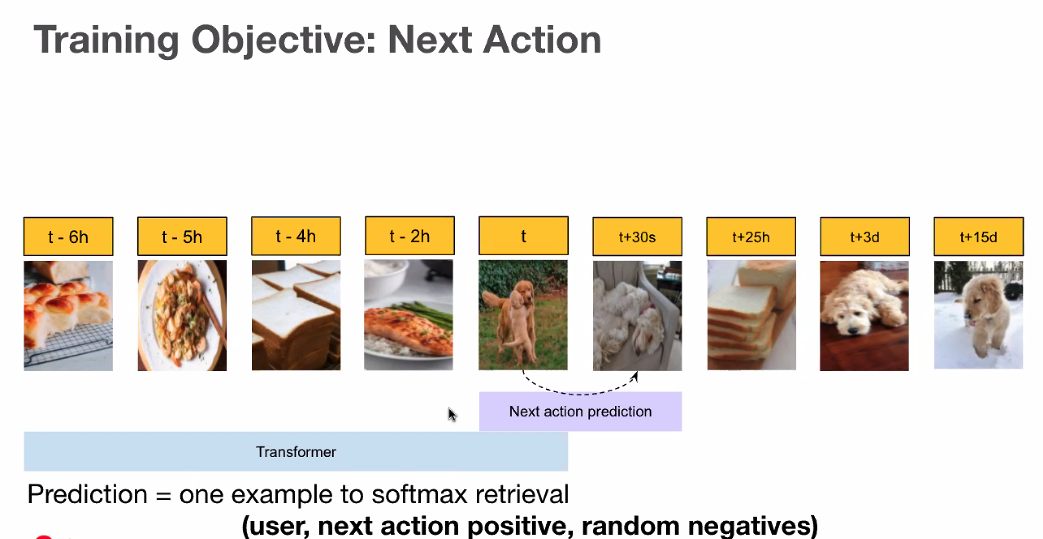 Training Objective: Next Action
t - 6h
t - 5h
t - 4h
t - 2h
t
t+30s
t+25h
t+3d
t+15d
Next action prediction
Transformer
Prediction = one example to softmax retrieval
(user, next action positive, random negatives)